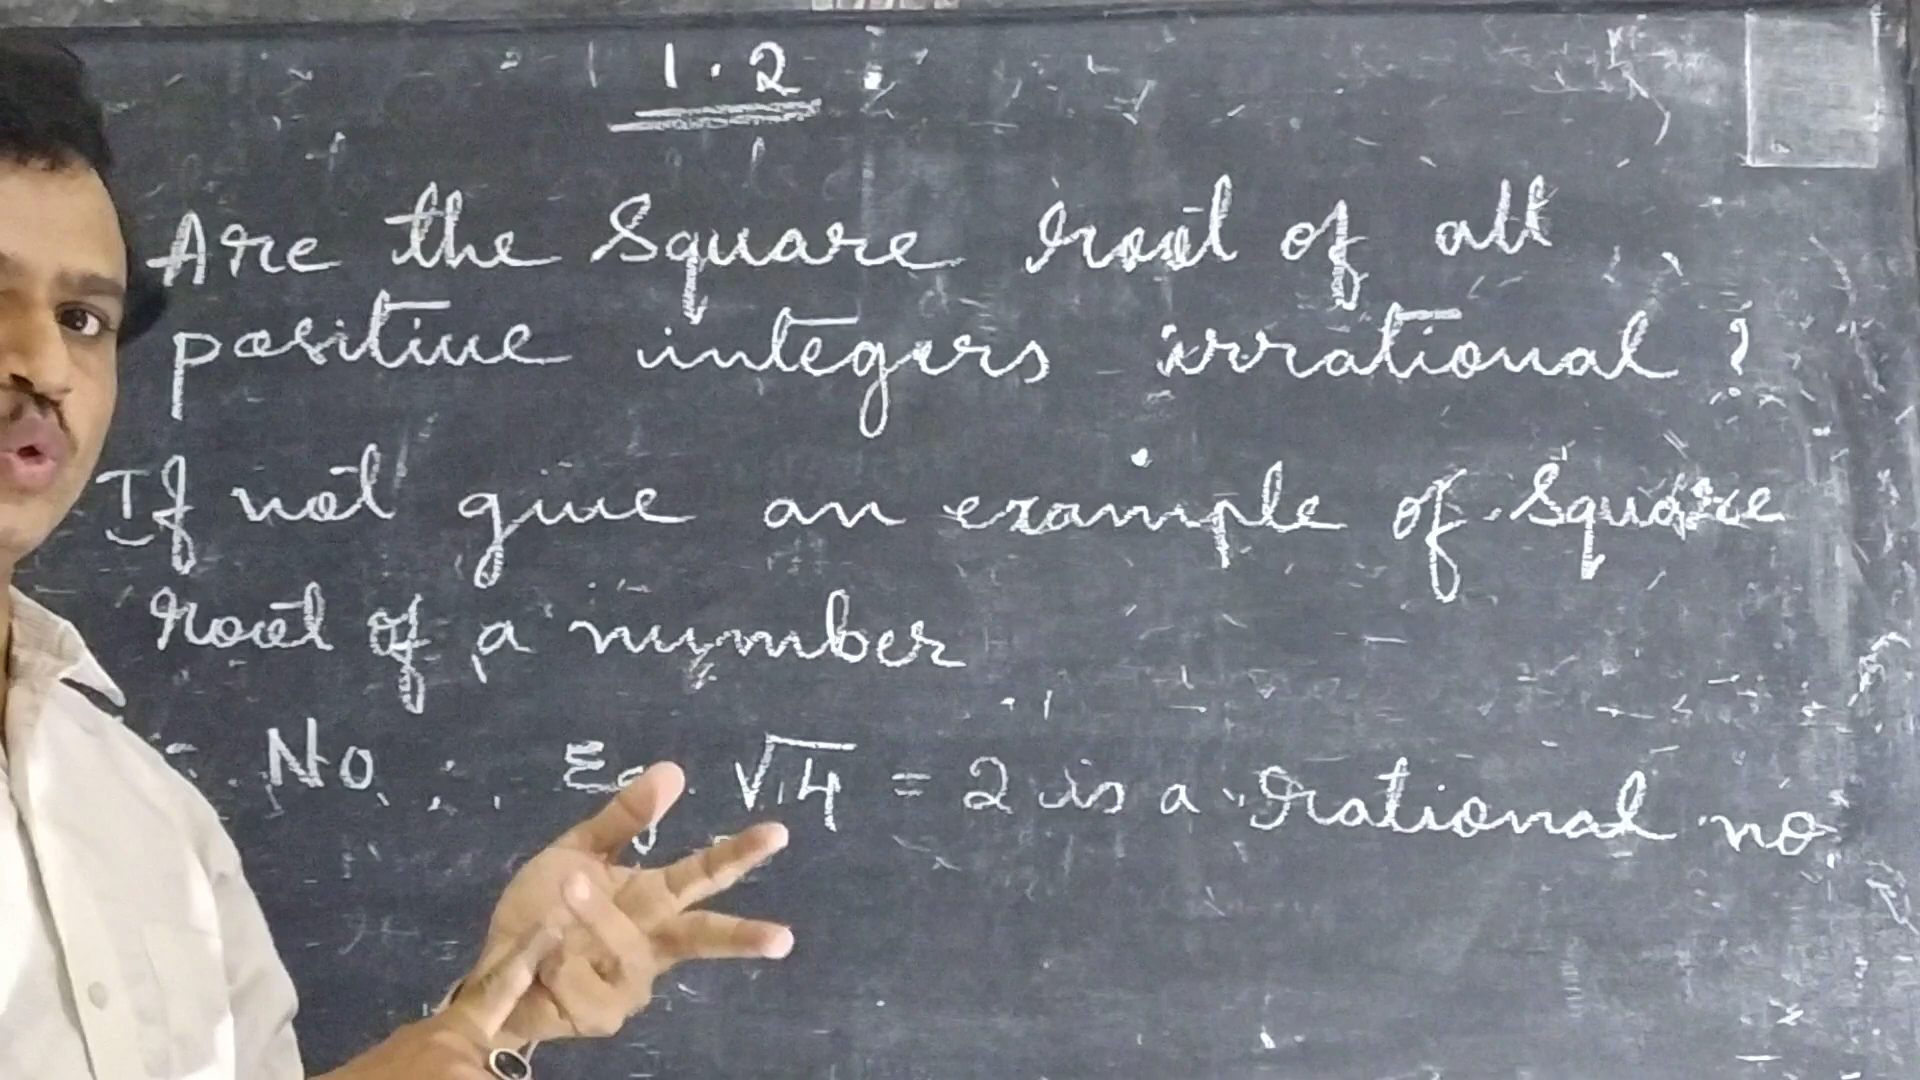 1.2
Are the Square root of all
positive integers irrational ?
If not give an example of Square
root of a number
No. Eg. √4 = 2 is a rational no